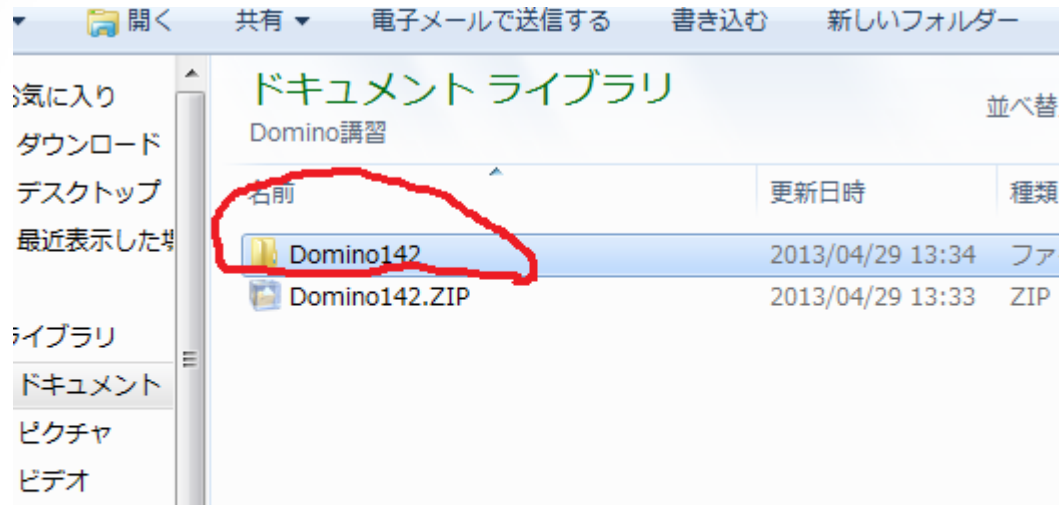 開く 共有 電子メールで送信する 書き込む 新しいフォルダー
気に入り
ダウンロード
デスクトップ
最近表示した
ライブラリ
ドキュメント
ピクチャ
ビデオ
ドキュメント ライブラリ
Domino講習
並べ替
名前 更新日時 種類
Domino142 2013/04/29 13:34 ファ
Domino142.ZIP 2013/04/29 13:33 ZIP